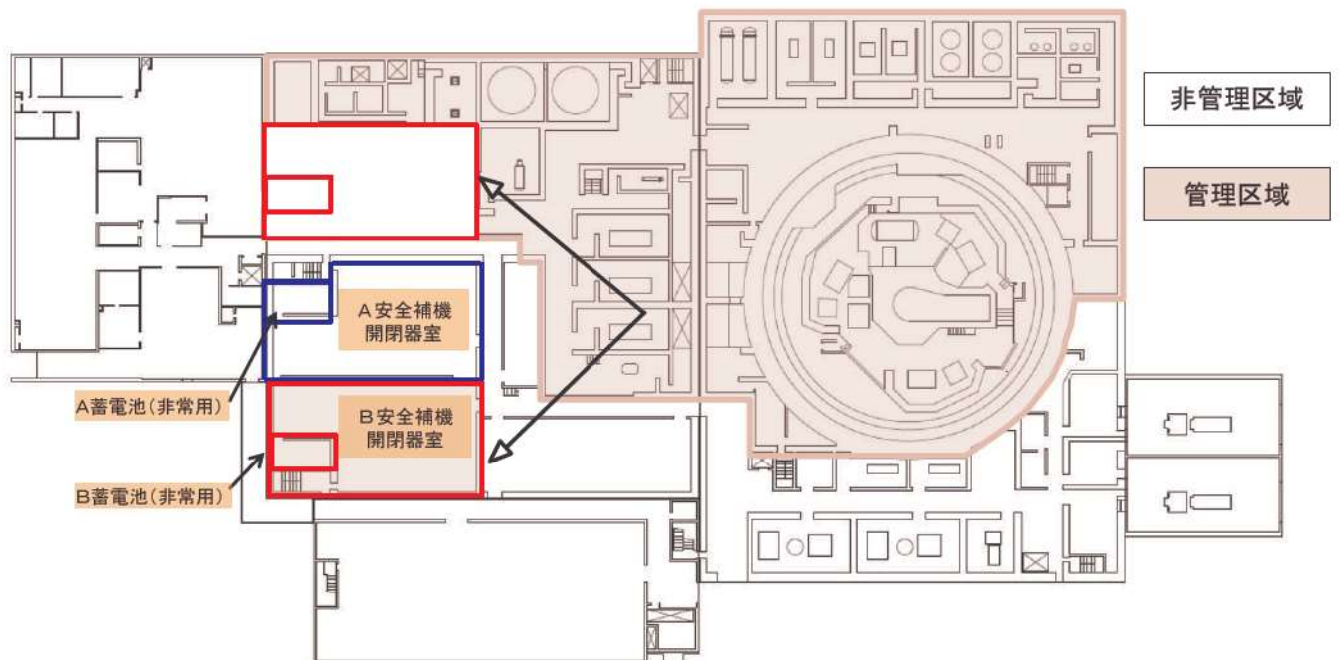 非管理区域
管理区域
A安全補機
開閉器室
A蓄電池(非常用)
B安全補機
開閉器室
B蓄電池(非常用)